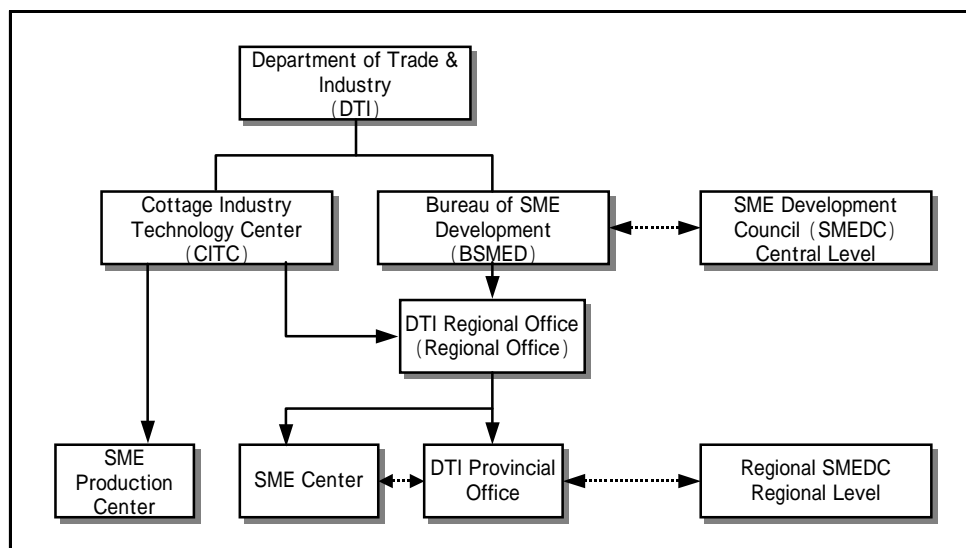 Department of Trade &
Industry
(DTI)
Cottage Industry
Technology Center
(CITC)
Bureau of SME
Development
(BSMED)
SME Development
Council (SMEDC)
Central Level
DTI Regional Office
(Regional Office)
SME
Production
Center
SME Center
DTI Provincial
Office
Regional SMEDC
Regional Level